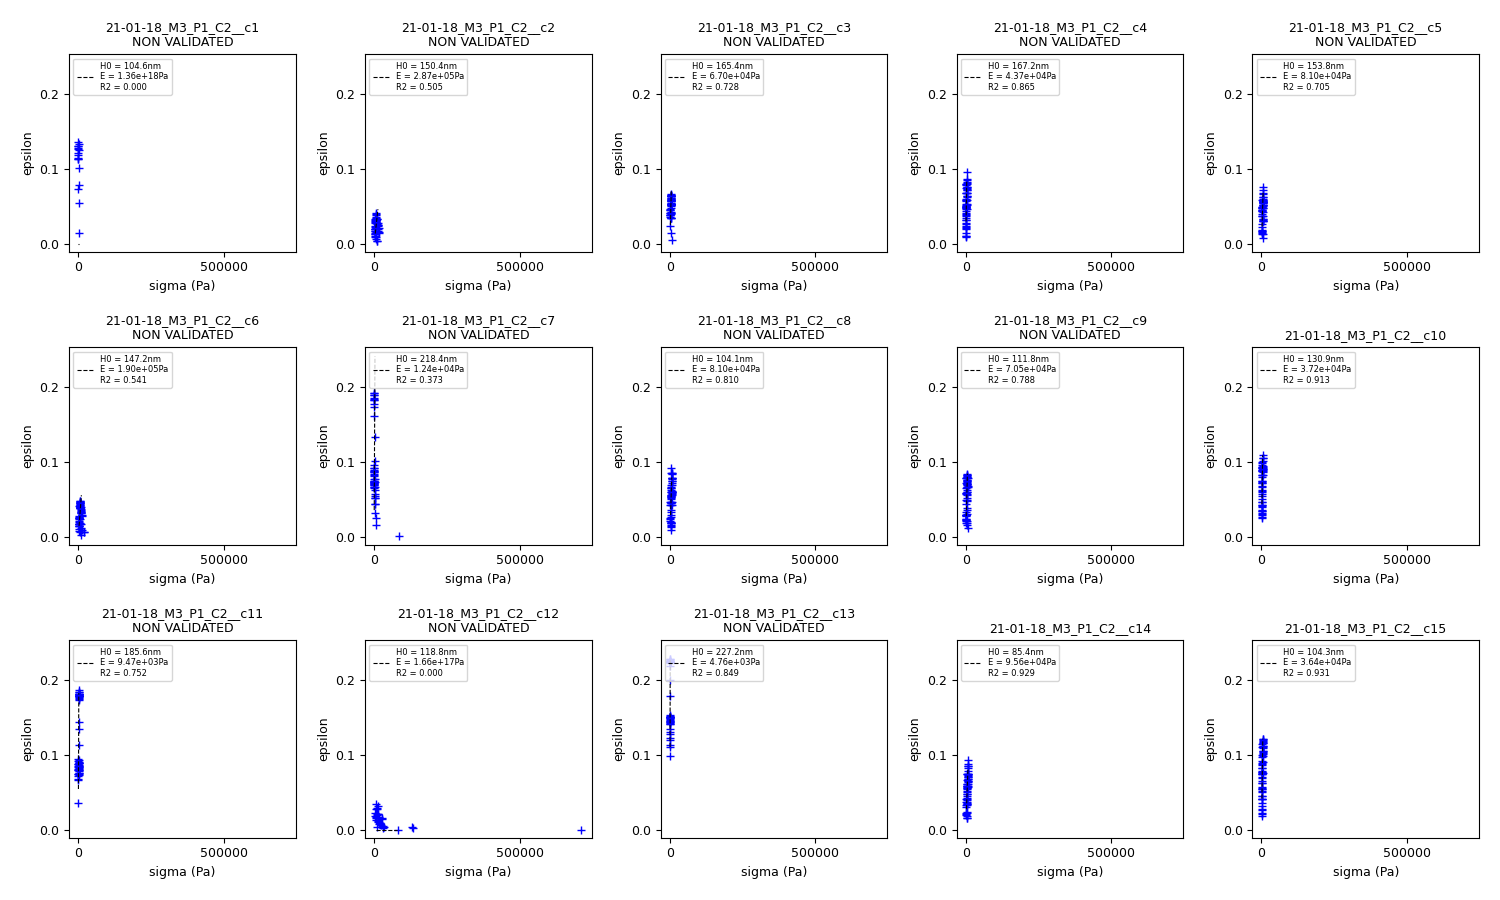 21-01-18_M3_P1_C2__c1
NON VALIDATED
H0 = 104.6nm
E = 1.36e+18Pa
R2 = 0.000
0.2
0.1
0.0
epsilon
0
500000
sigma (Pa)
21-01-18_M3_P1_C2__c2
NON VALIDATED
H0 = 150.4nm
E = 2.87e+05Pa
R2 = 0.505
0.2
0.1
0.0
epsilon
0
500000
sigma (Pa)
21-01-18_M3_P1_C2__c3
NON VALIDATED
H0 = 165.4nm
E = 6.70e+04Pa
R2 = 0.728
0.2
0.1
0.0
epsilon
0
500000
sigma (Pa)
21-01-18_M3_P1_C2__c4
NON VALIDATED
H0 = 167.2nm
E = 4.37e+04Pa
R2 = 0.865
0.2
0.1
0.0
epsilon
0
500000
sigma (Pa)
21-01-18_M3_P1_C2__c5
NON VALIDATED
H0 = 153.8nm
E = 8.10e+04Pa
R2 = 0.705
0.2
0.1
0.0
epsilon
0
500000
sigma (Pa)
21-01-18_M3_P1_C2__c6
NON VALIDATED
H0 = 147.2nm
E = 1.90e+05Pa
R2 = 0.541
0.2
0.1
0.0
epsilon
0
500000
sigma (Pa)
21-01-18_M3_P1_C2__c7
NON VALIDATED
H0 = 218.4nm
E = 1.24e+04Pa
R2 = 0.373
0.2
0.1
0.0
epsilon
0
500000
sigma (Pa)
21-01-18_M3_P1_C2__c8
NON VALIDATED
H0 = 104.1nm
E = 8.10e+04Pa
R2 = 0.810
0.2
0.1
0.0
epsilon
0
500000
sigma (Pa)
21-01-18_M3_P1_C2__c9
NON VALIDATED
H0 = 111.8nm
E = 7.05e+04Pa
R2 = 0.788
0.2
0.1
0.0
epsilon
0
500000
sigma (Pa)
21-01-18_M3_P1_C2__c10
H0 = 130.9nm
E = 3.72e+04Pa
R2 = 0.913
0.2
0.1
0.0
epsilon
0
500000
sigma (Pa)
21-01-18_M3_P1_C2__c11
NON VALIDATED
H0 = 185.6nm
E = 9.47e+03Pa
R2 = 0.752
0.2
0.1
0.0
epsilon
0
500000
sigma (Pa)
21-01-18_M3_P1_C2__c12
NON VALIDATED
H0 = 118.8nm
E = 1.66e+17Pa
R2 = 0.000
0.2
0.1
0.0
epsilon
0
500000
sigma (Pa)
21-01-18_M3_P1_C2__c13
NON VALIDATED
H0 = 227.2nm
E = 4.76e+03Pa
R2 = 0.849
0.2
0.1
0.0
epsilon
0
500000
sigma (Pa)
21-01-18_M3_P1_C2__c14
H0 = 85.4nm
E = 9.56e+04Pa
R2 = 0.929
0.2
0.1
0.0
epsilon
0
500000
sigma (Pa)
21-01-18_M3_P1_C2__c15
H0 = 104.3nm
E = 3.64e+04Pa
R2 = 0.931
0.2
0.1
0.0
epsilon
0
500000
sigma (Pa)